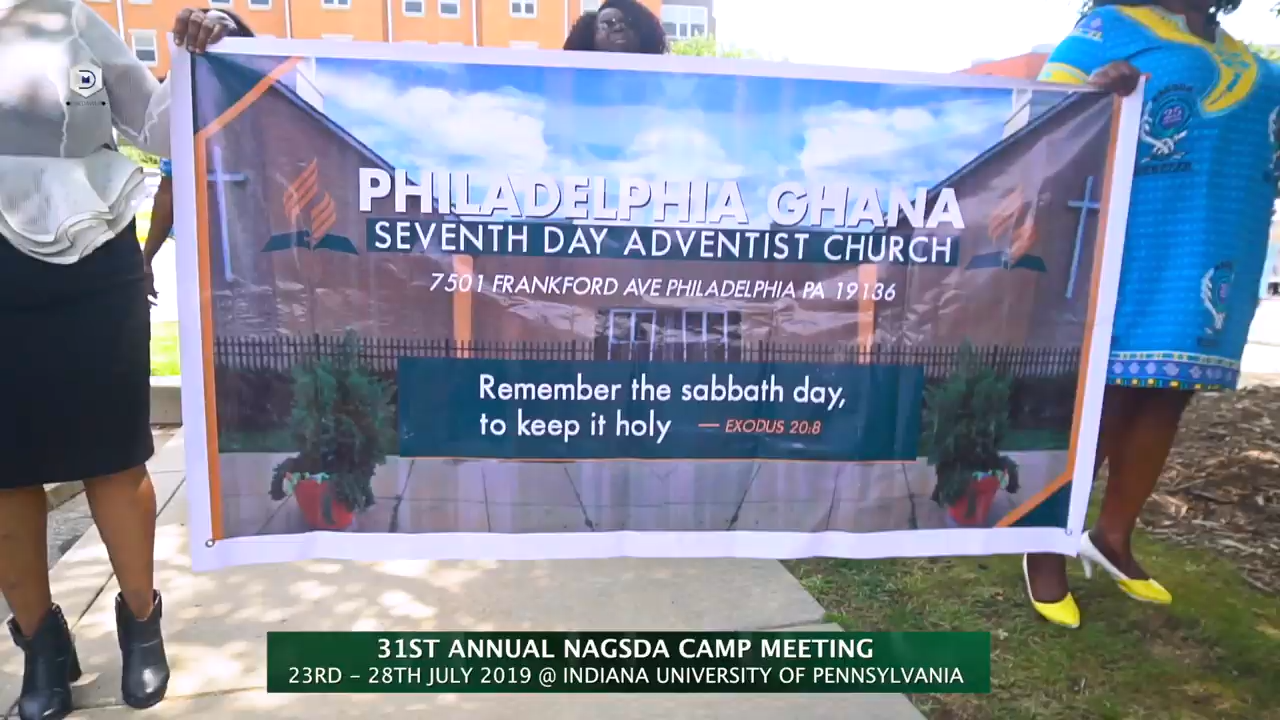 PHILADELPHIA GHANA
SEVENTH DAY ADVENTIST CHURCH
7501 FRANKFORD AVE PHILADELPHIA PA 19136
Remember the sabbath day,
to keep it holy — EXODUS 20:8
25
31ST ANNUAL NAGSDA CAMP MEETING
23RD – 28TH JULY 2019 @ INDIANA UNIVERSITY OF PENNSYLVANIA